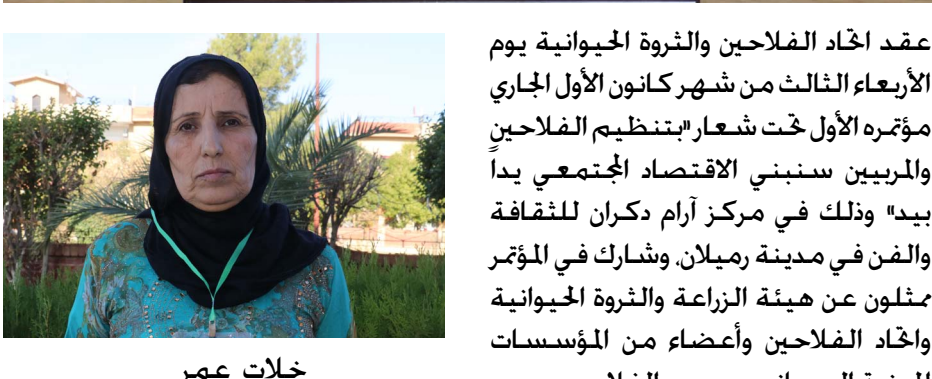 عقد اتحاد الفلاحين والثروة الحيوانية يوم
الأربعاء الثالث من شهر كانون الأول الجاري
مؤتمره الأول تحت شعار "بتنظيم الفلاحين
والمربيين سنبني الاقتصاد المجتمعي يداً
بيد" وذلك في مركز آرام دكران للثقافة
والفن في مدينة رميلان، وشارك في المؤتمر
ممثلون عن هيئة الزراعة والثروة الحيوانية
واتحاد الفلاحين وأعضاء من المؤسسات
خلات عمر